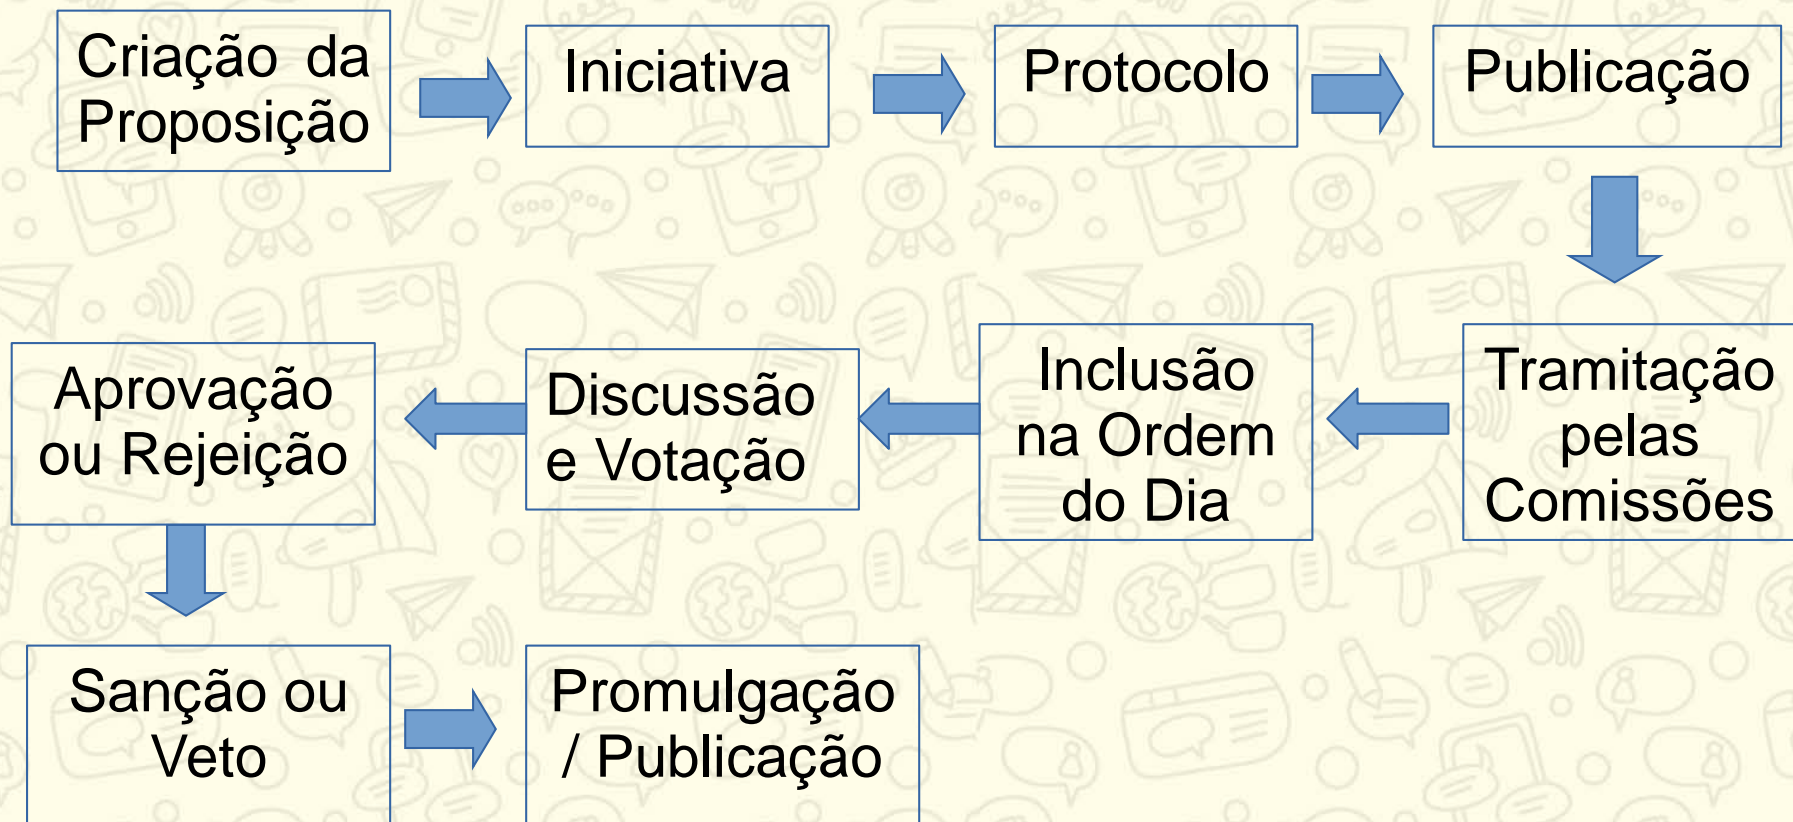 Criação da
Proposição
Iniciativa
Protocolo
Publicação
Tramitação
pelas
Comissões
Inclusão
na Ordem
do Dia
Discussão
e Votação
Aprovação
ou Rejeição
Sanção ou
Veto
Promulgação
/ Publicação